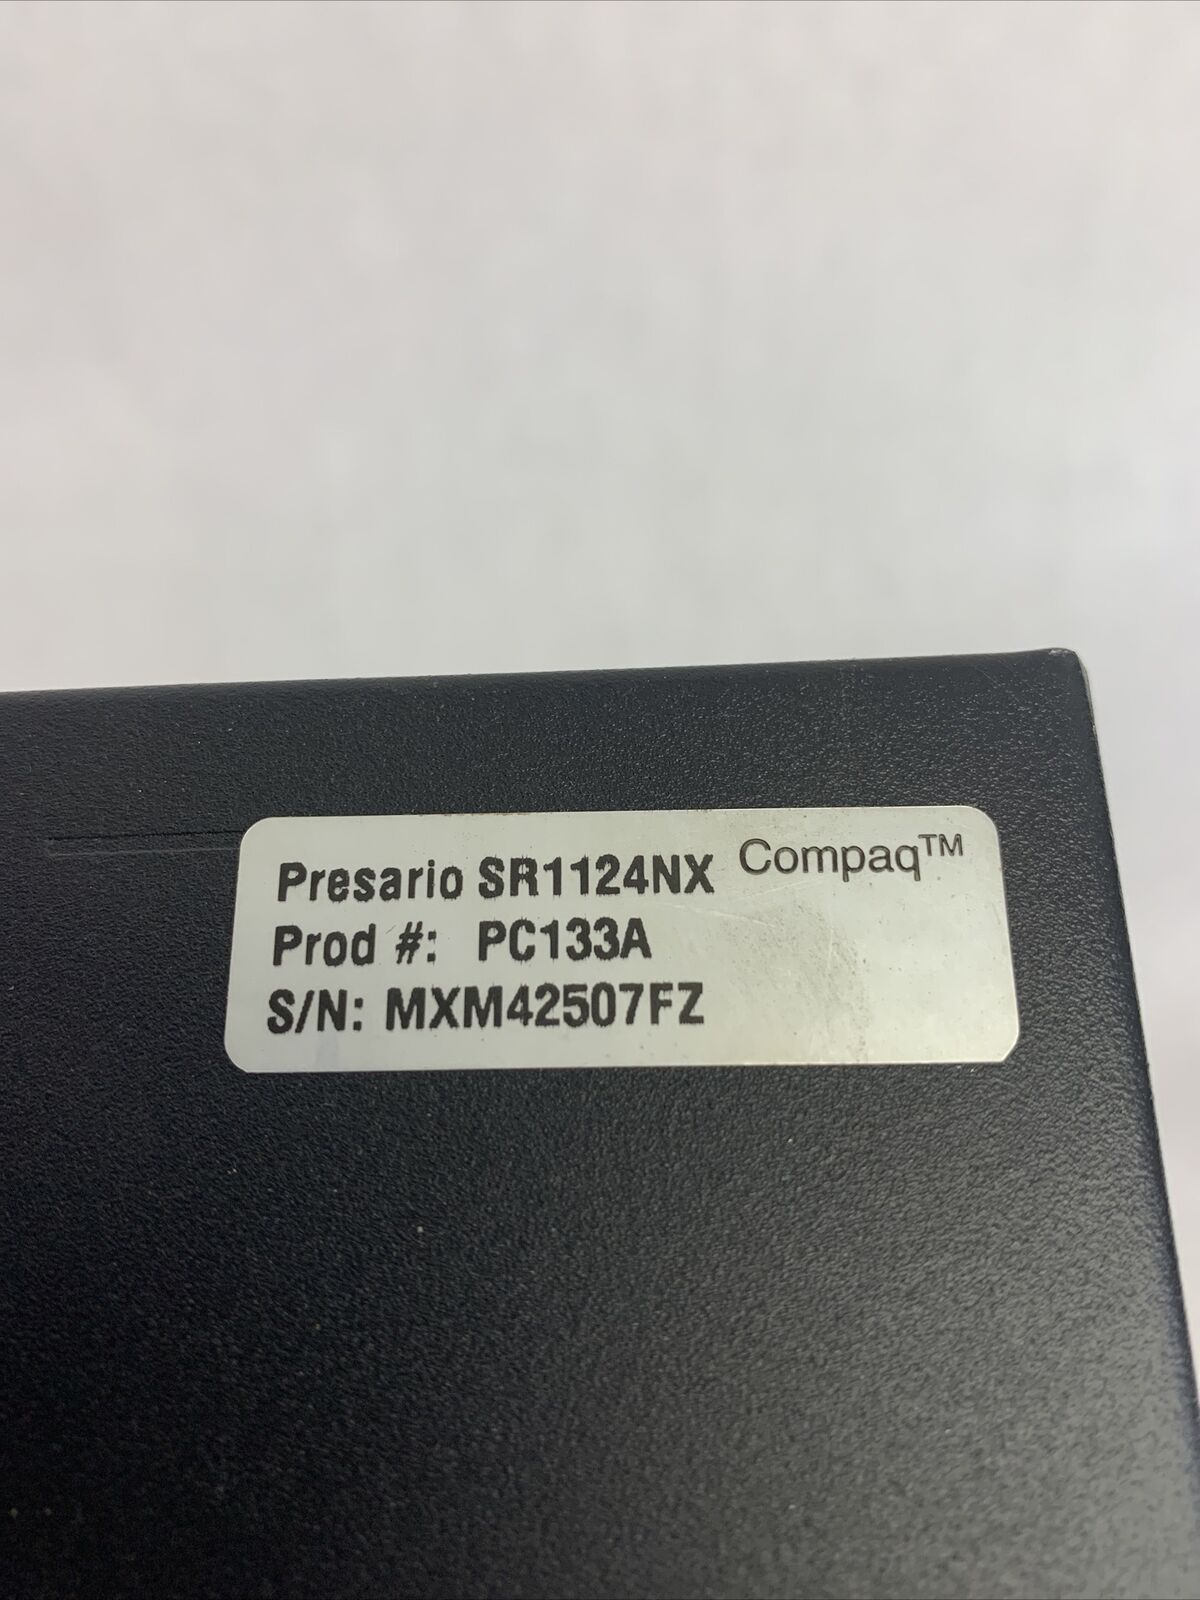 Presario SR1124NX Compaq™
Prod #: PC133A
S/N: MXM42507FZ